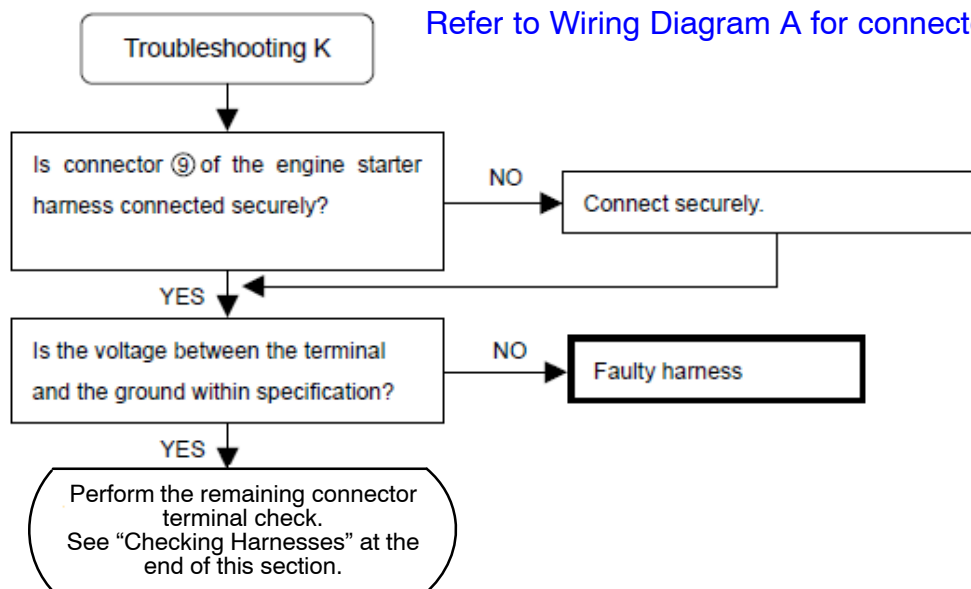 Refer to Wiring Diagram A for connect
Troubleshooting K
Is connector ⑨ of the engine starter
harness connected securely?
NO
Connect securely.
YES
Is the voltage between the terminal
and the ground within specification?
NO
Faulty harness
YES
Perform the remaining connector
terminal check.
See “Checking Harnesses” at the
end of this section.